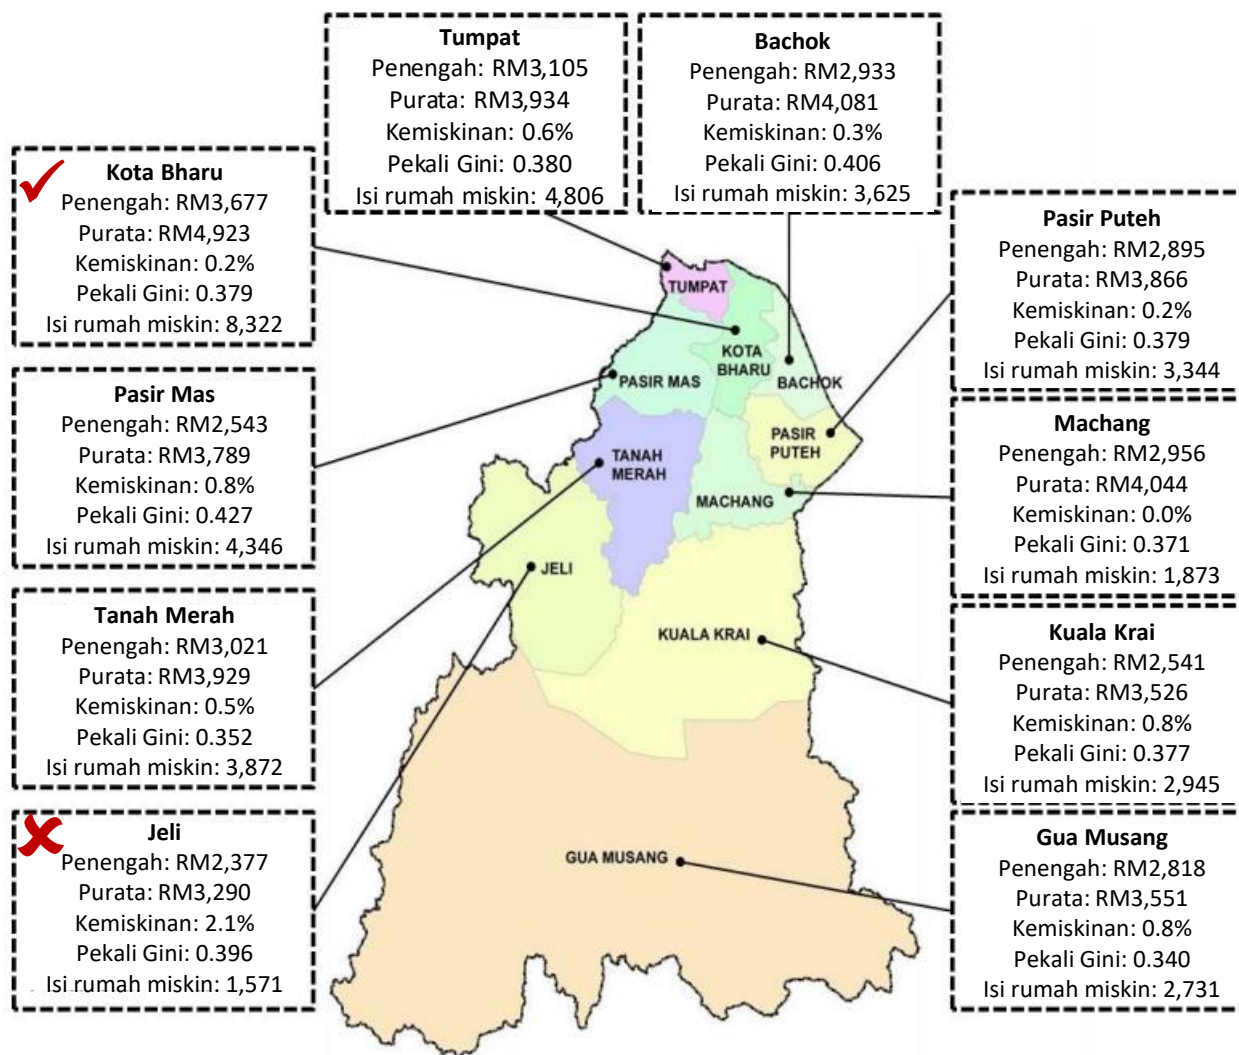 Tumpat
Penengah: RM3,105
Purata: RM3,934
Kemiskinan: 0.6%
Pekali Gini: 0.380
Isi rumah miskin: 4,806
Bachok
Penengah: RM2,933
Purata: RM4,081
Kemiskinan: 0.3%
Pekali Gini: 0.406
Isi rumah miskin: 3,625
Kota Bharu
Penengah: RM3,677
Purata: RM4,923
Kemiskinan: 0.2%
Pekali Gini: 0.379
Isi rumah miskin: 8,322
Pasir Puteh
Penengah: RM2,895
Purata: RM3,866
Kemiskinan: 0.2%
Pekali Gini: 0.379
Isi rumah miskin: 3,344
Pasir Mas
Penengah: RM2,543
Purata: RM3,789
Kemiskinan: 0.8%
Pekali Gini: 0.427
Isi rumah miskin: 4,346
Machang
Penengah: RM2,956
Purata: RM4,044
Kemiskinan: 0.0%
Pekali Gini: 0.371
Isi rumah miskin: 1,873
Tanah Merah
Penengah: RM3,021
Purata: RM3,929
Kemiskinan: 0.5%
Pekali Gini: 0.352
Isi rumah miskin: 3,872
Kuala Krai
Penengah: RM2,541
Purata: RM3,526
Kemiskinan: 0.8%
Pekali Gini: 0.377
Isi rumah miskin: 2,945
Jeli
Penengah: RM2,377
Purata: RM3,290
Kemiskinan: 2.1%
Pekali Gini: 0.396
Isi rumah miskin: 1,571
Gua Musang
Penengah: RM2,818
Purata: RM3,551
Kemiskinan: 0.8%
Pekali Gini: 0.340
Isi rumah miskin: 2,731
TUMPAT
KOTA
BHARU
BACHOK
PASIR MAS
PASIR
PUTEH
TANAH
MERAH
MACHANG
JELI
KUALA KRAI
GUA MUSANG